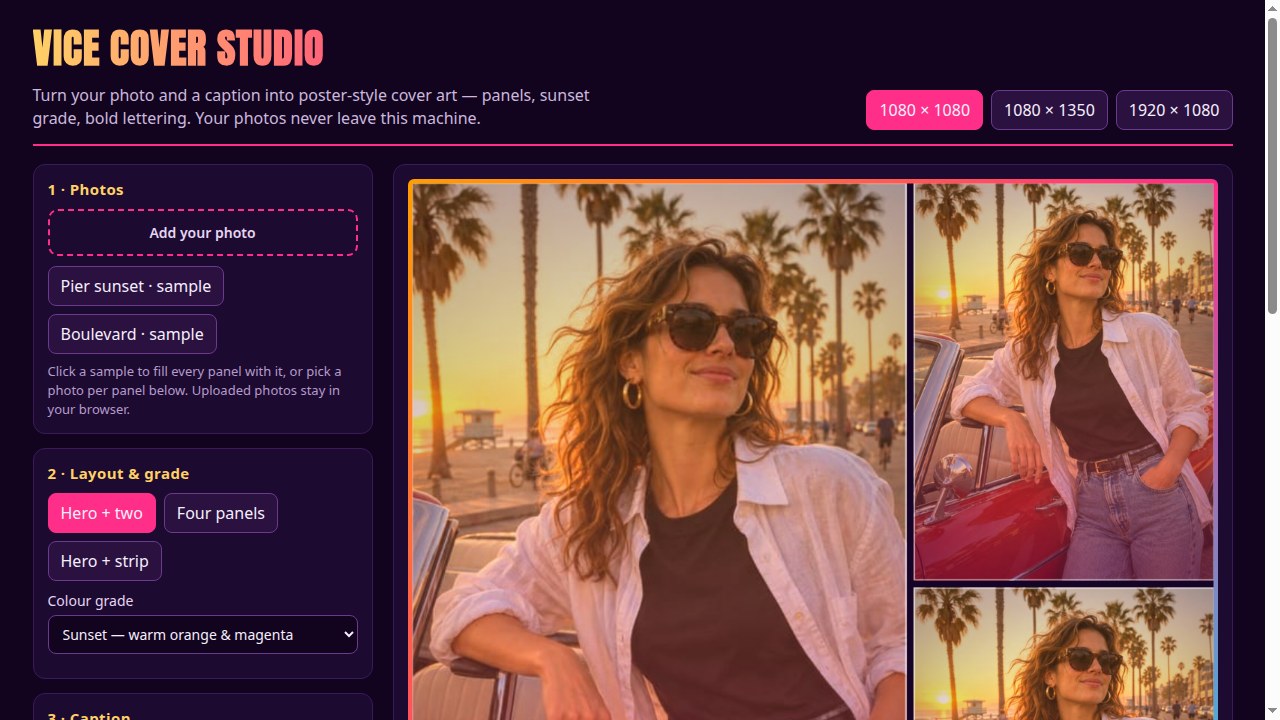 VICE COVER STUDIO
Turn your photo and a caption into poster-style cover art — panels, sunset
grade, bold lettering. Your photos never leave this machine.
1080 × 1080
1080 × 1350
1920 × 1080
1 · Photos
Add your photo
Pier sunset · sample
Boulevard · sample
Click a sample to fill every panel with it, or pick a
photo per panel below. Uploaded photos stay in
your browser.
2 · Layout & grade
Hero + two
Four panels
Hero + strip
Colour grade
Sunset — warm orange & magenta
3 · Caption